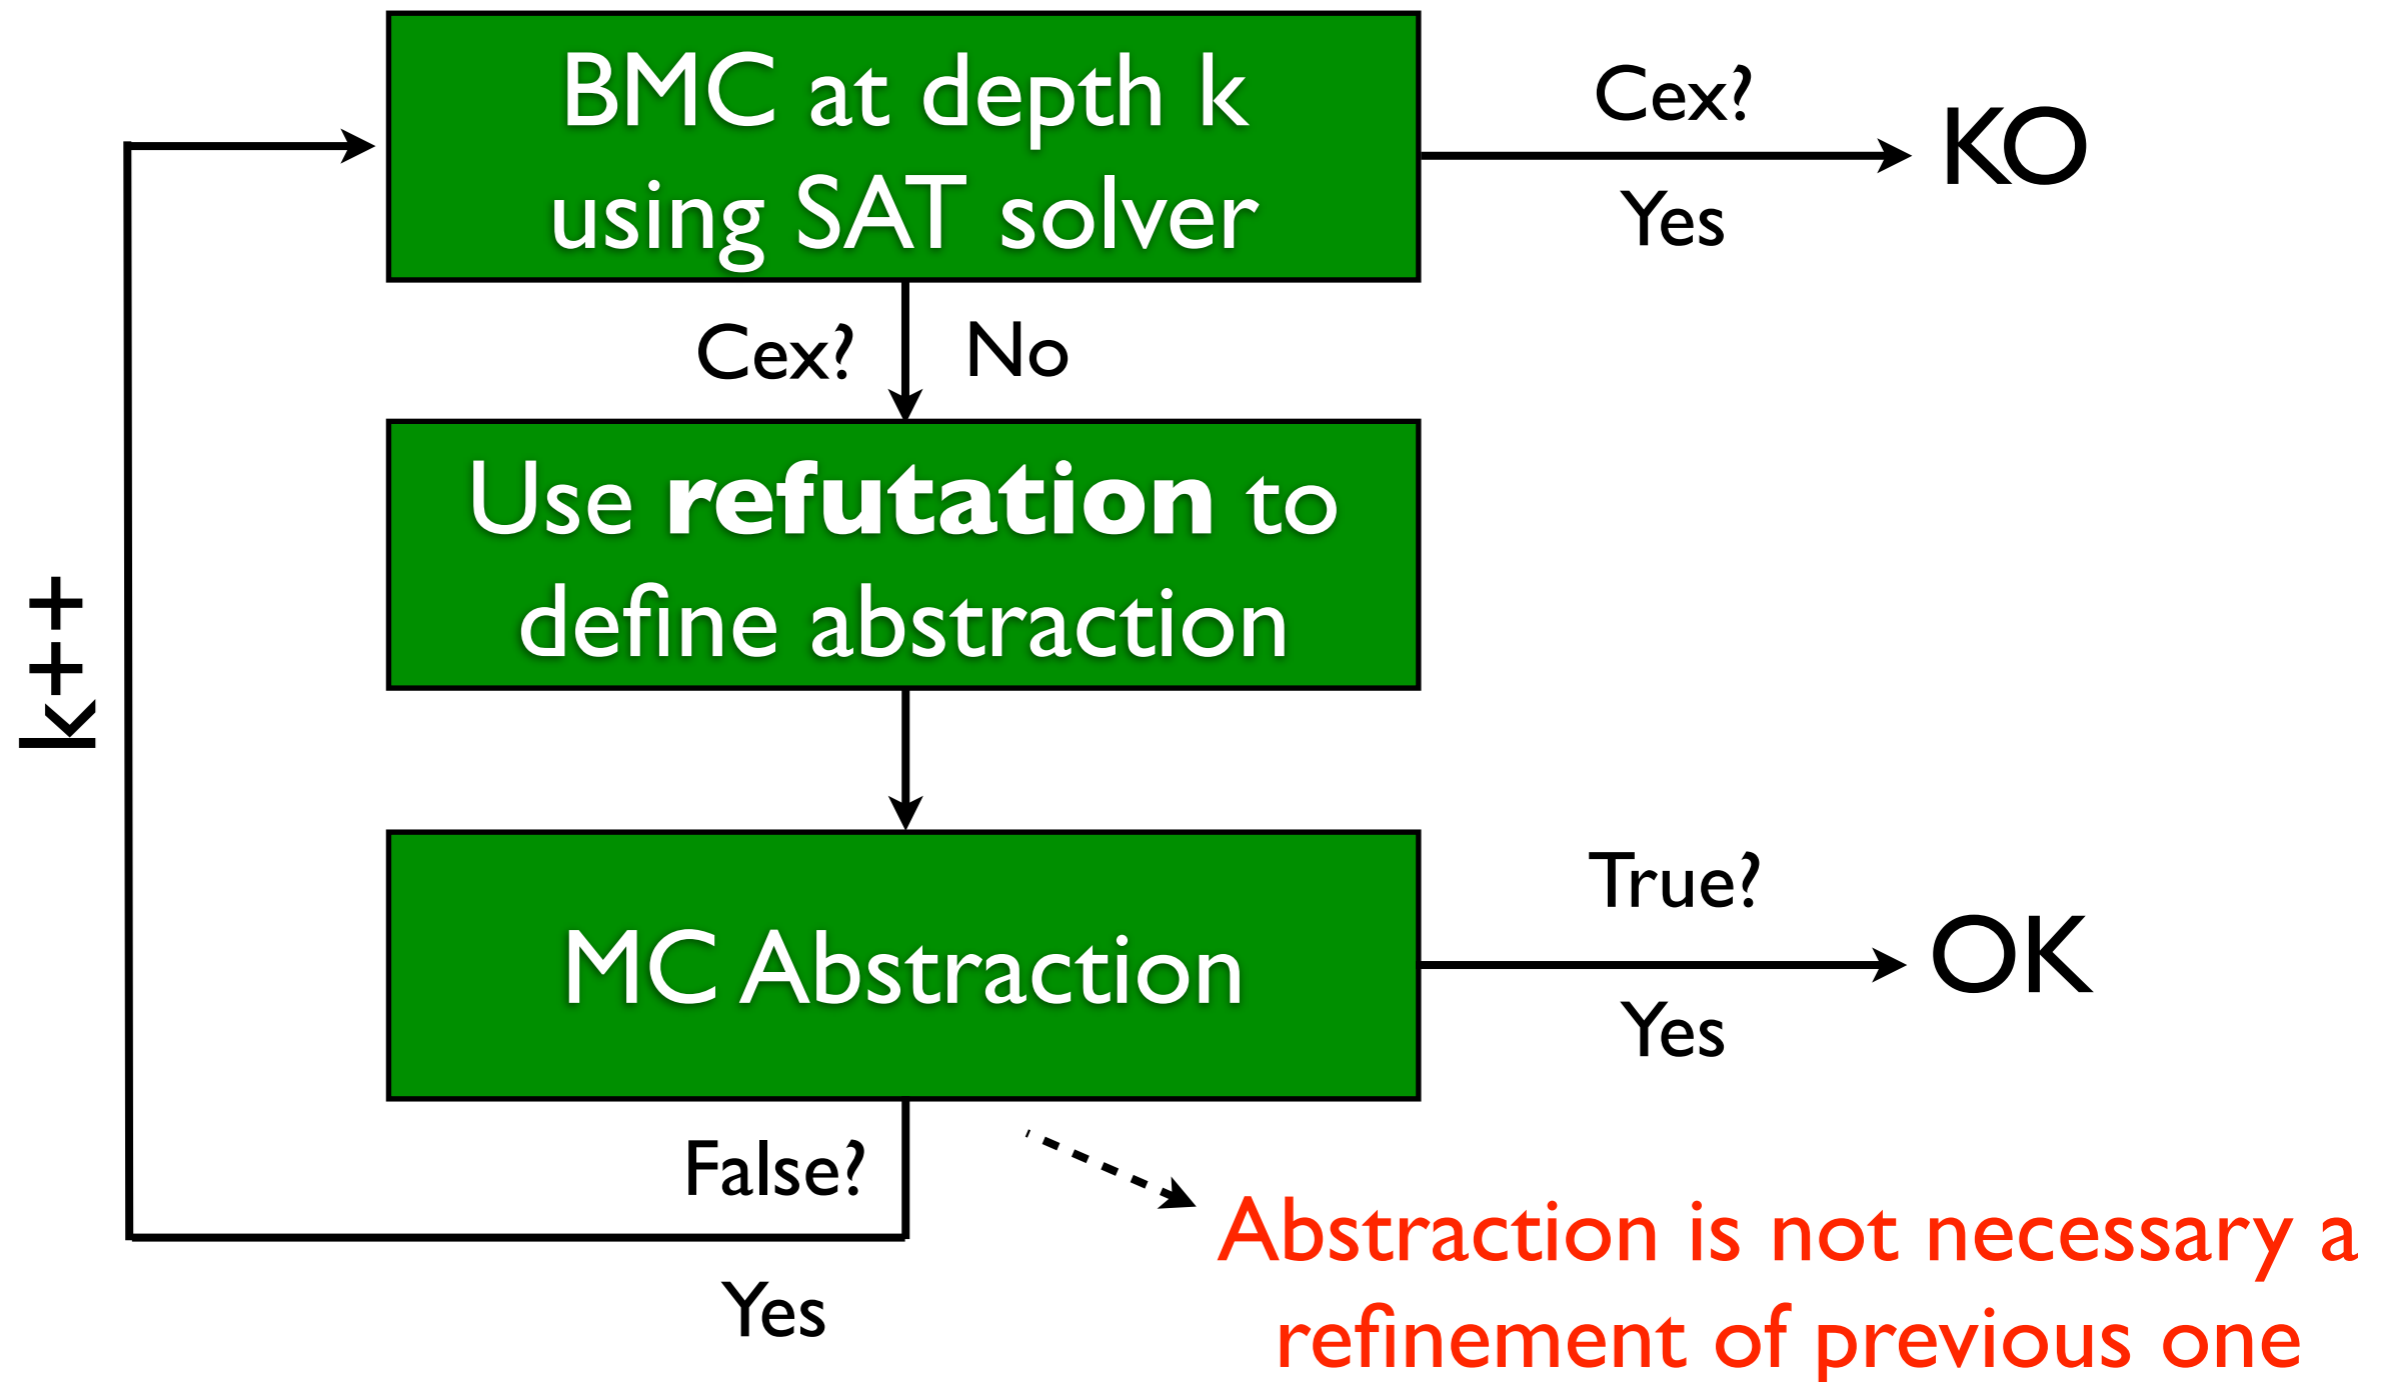 BMC at depth k
using SAT solver
Cex?
Yes
KO
Cex?
No
Use refutation to
define abstraction
k++
MC Abstraction
True?
Yes
OK
False?
Yes
Abstraction is not necessary a
refinement of previous one